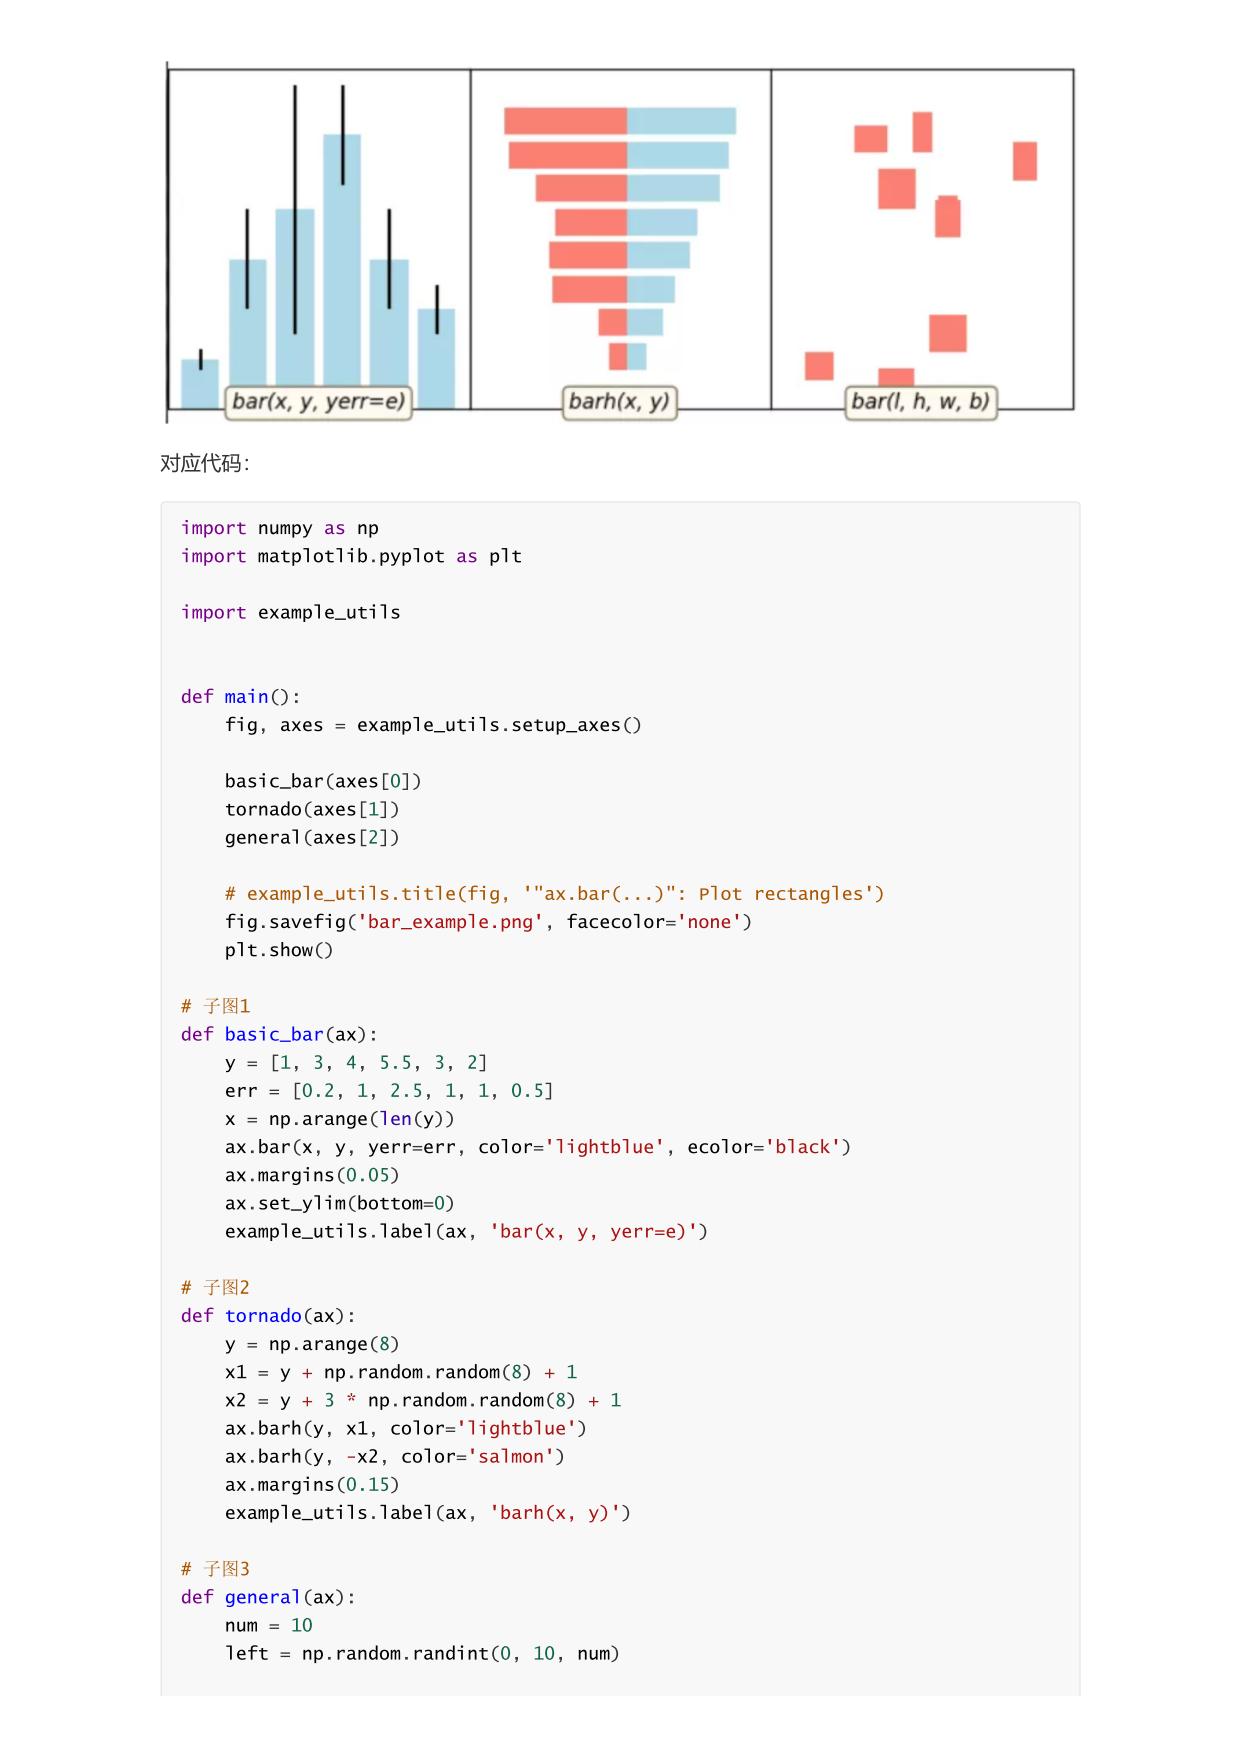 bar(x, y, yerr=e)
barh(x, y)
bar(l, h, w, b)
对应代码：
import numpy as np
import matplotlib.pyplot as plt
import example_utils
def main():
    fig, axes = example_utils.setup_axes()
    basic_bar(axes[0])
    tornado(axes[1])
    general(axes[2])
    # example_utils.title(fig, '"ax.bar(...)": Plot rectangles')
    fig.savefig('bar_example.png', facecolor='none')
    plt.show()
# 子图1
def basic_bar(ax):
    y = [1, 3, 4, 5.5, 3, 2]
    err = [0.2, 1, 2.5, 1, 1, 0.5]
    x = np.arange(len(y))
    ax.bar(x, y, yerr=err, color='lightblue', ecolor='black')
    ax.margins(0.05)
    ax.set_ylim(bottom=0)
    example_utils.label(ax, 'bar(x, y, yerr=e)')
# 子图2
def tornado(ax):
    y = np.arange(8)
    x1 = y + np.random.random(8) + 1
    x2 = y + 3 * np.random.random(8) + 1
    ax.barh(y, x1, color='lightblue')
    ax.barh(y, -x2, color='salmon')
    ax.margins(0.15)
    example_utils.label(ax, 'barh(x, y)')
# 子图3
def general(ax):
    num = 10
    left = np.random.randint(0, 10, num)